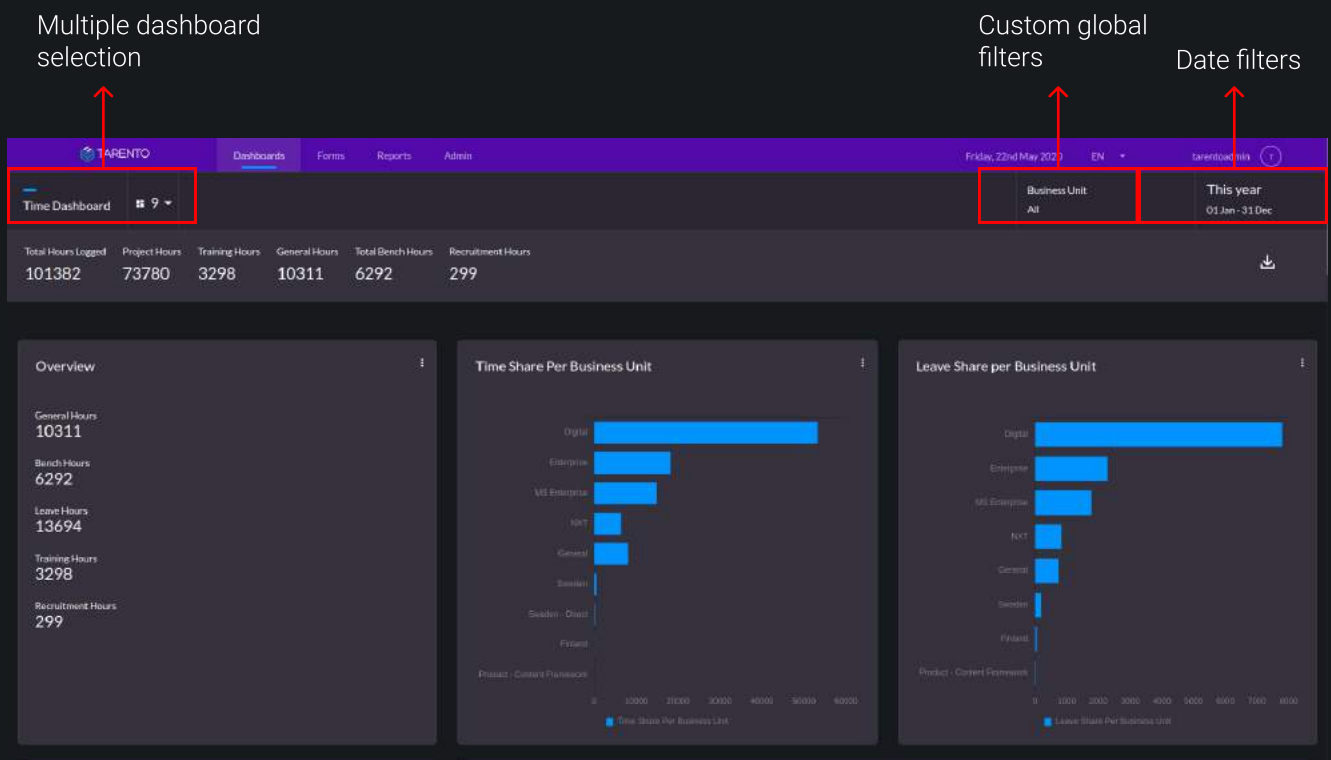 Multiple dashboard
selection
Custom global
filters
Date filters
TARENTO
Dashboards
Forms
Reports
Admin
Friday, 22nd May 2020
EN
tarentoadmin
T
Time Dashboard
9
Business Unit
All
This year
01 Jan - 31 Dec
Total Hours Logged
101382
Project Hours
73780
Training Hours
3298
General Hours
10311
Total Bench Hours
6292
Recruitment Hours
299
Overview
General Hours
10311
Bench Hours
6292
Leave Hours
13694
Training Hours
3298
Recruitment Hours
299
Time Share Per Business Unit
Digital
Enterprise
MS Enterprise
NXT
General
Sweden
Sweden - Direct
Finland
Product - Content Framework
0 10000 20000 30000 40000 50000 60000
Time Share Per Business Unit
Leave Share per Business Unit
Digital
Enterprise
MS Enterprise
NXT
General
Sweden
Finland
Product - Content Framework
0 1000 2000 3000 4000 5000 6000 7000 8000
Leave Share Per Business Unit